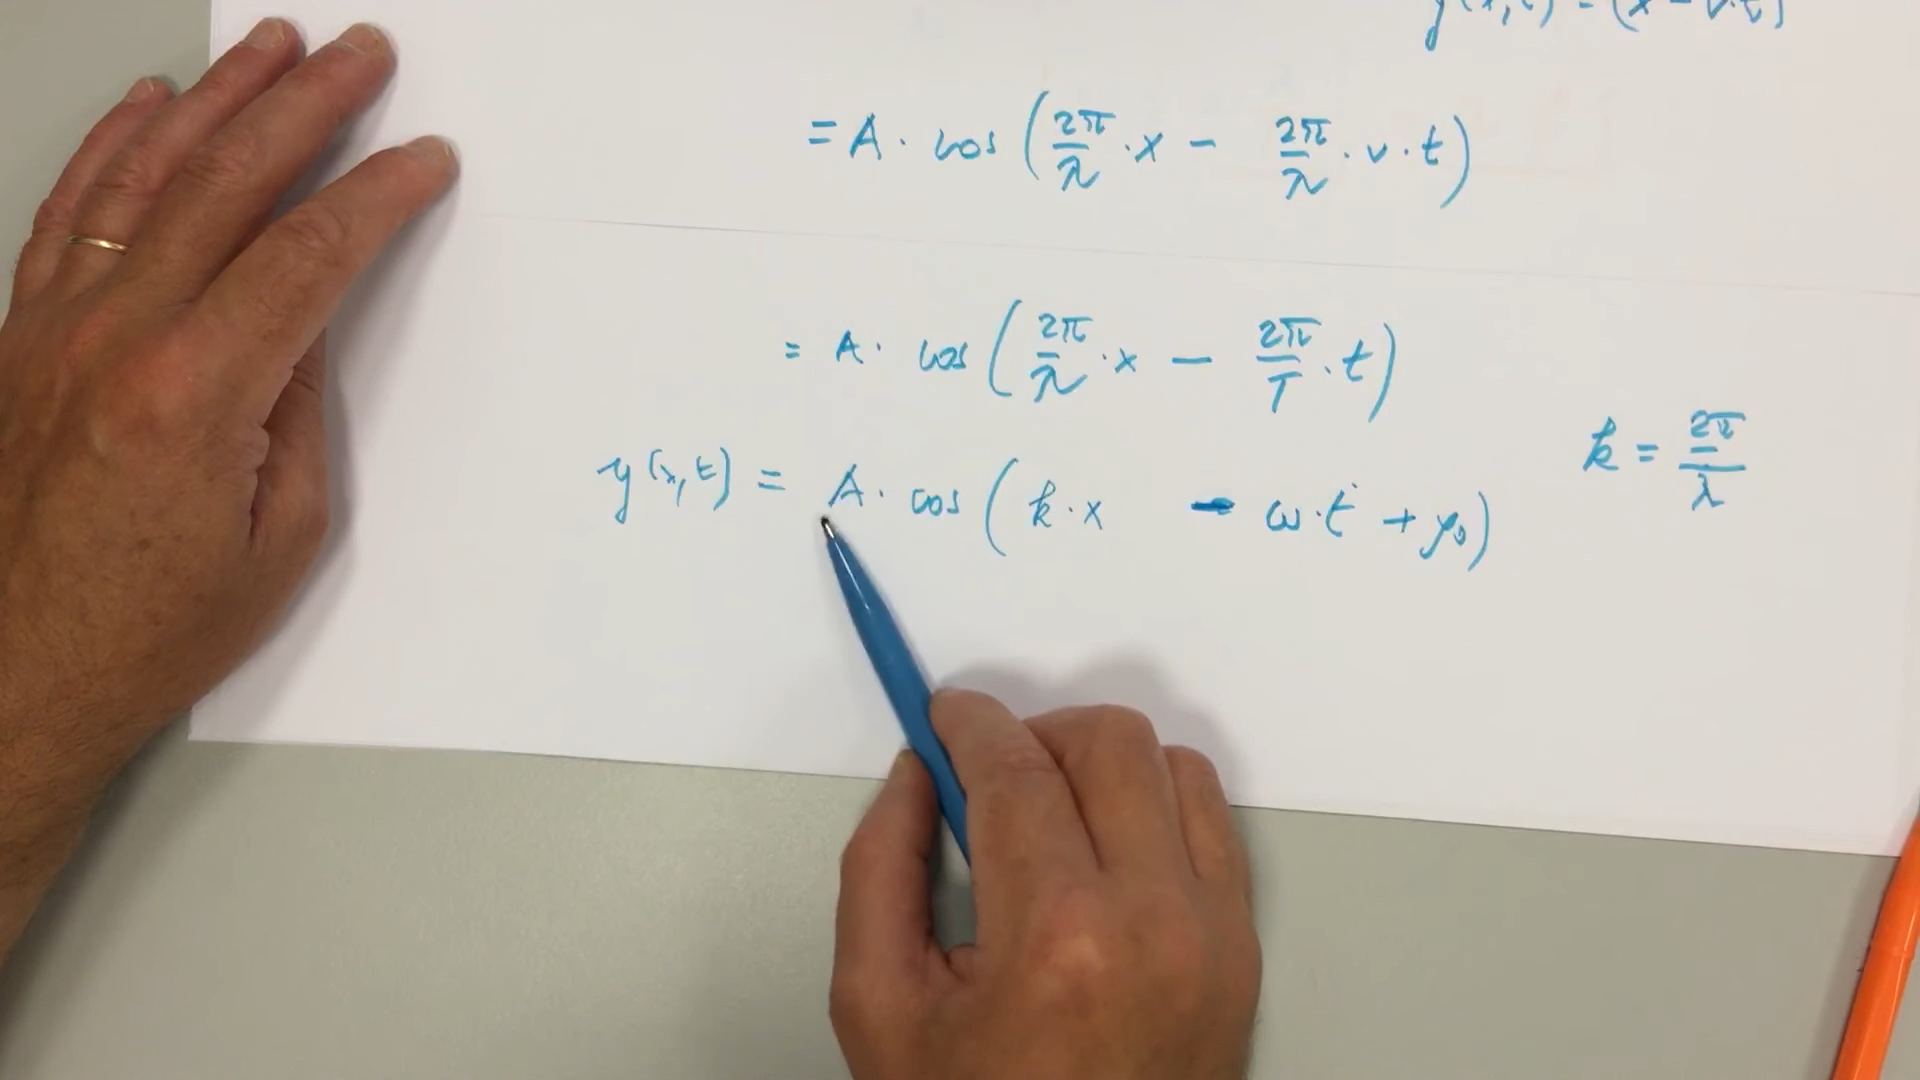 y(x,t) = (x - v·t)
= A · cos (2π/λ · x - 2π/λ · v · t)
= A · cos (2π/λ · x - 2π/T · t)
y(x,t) = A · cos (k · x - ω · t + φ₀)
k = 2π/λ